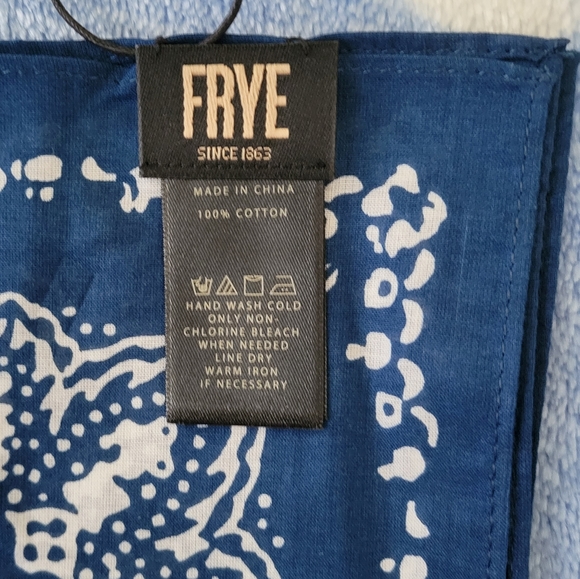 FRYE
SINCE 1863
MADE IN CHINA
100% COTTON
HAND WASH COLD
ONLY NON-
CHLORINE BLEACH
WHEN NEEDED
LINE DRY
WARM IRON
IF NECESSARY